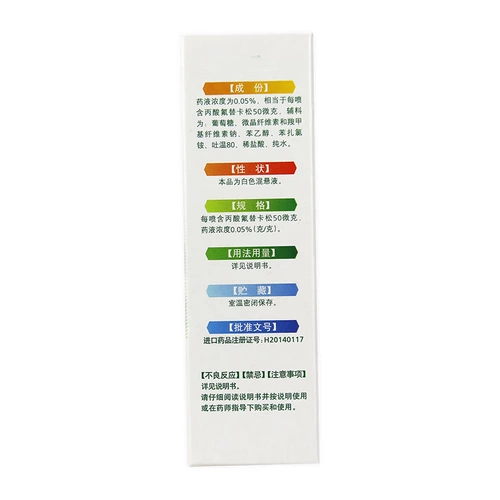 【成　份】
药液浓度为0.05%，相当于每喷
含丙酸氟替卡松50微克，辅料
为：葡萄糖、微晶纤维素和羧甲
基纤维素钠、苯乙醇、苯扎氯
铵、吐温80、稀盐酸、纯水。
【性　状】
本品为白色混悬液。
【规　格】
每喷含丙酸氟替卡松50微克，
药液浓度0.05%(克/克)。
【用法用量】
详见说明书。
【贮　藏】
室温密闭保存。
【批准文号】
进口药品注册证号：H20140117
【不良反应】【禁忌】【注意事项】
详见说明书。
请仔细阅读说明书并按说明使用
或在药师指导下购买和使用。